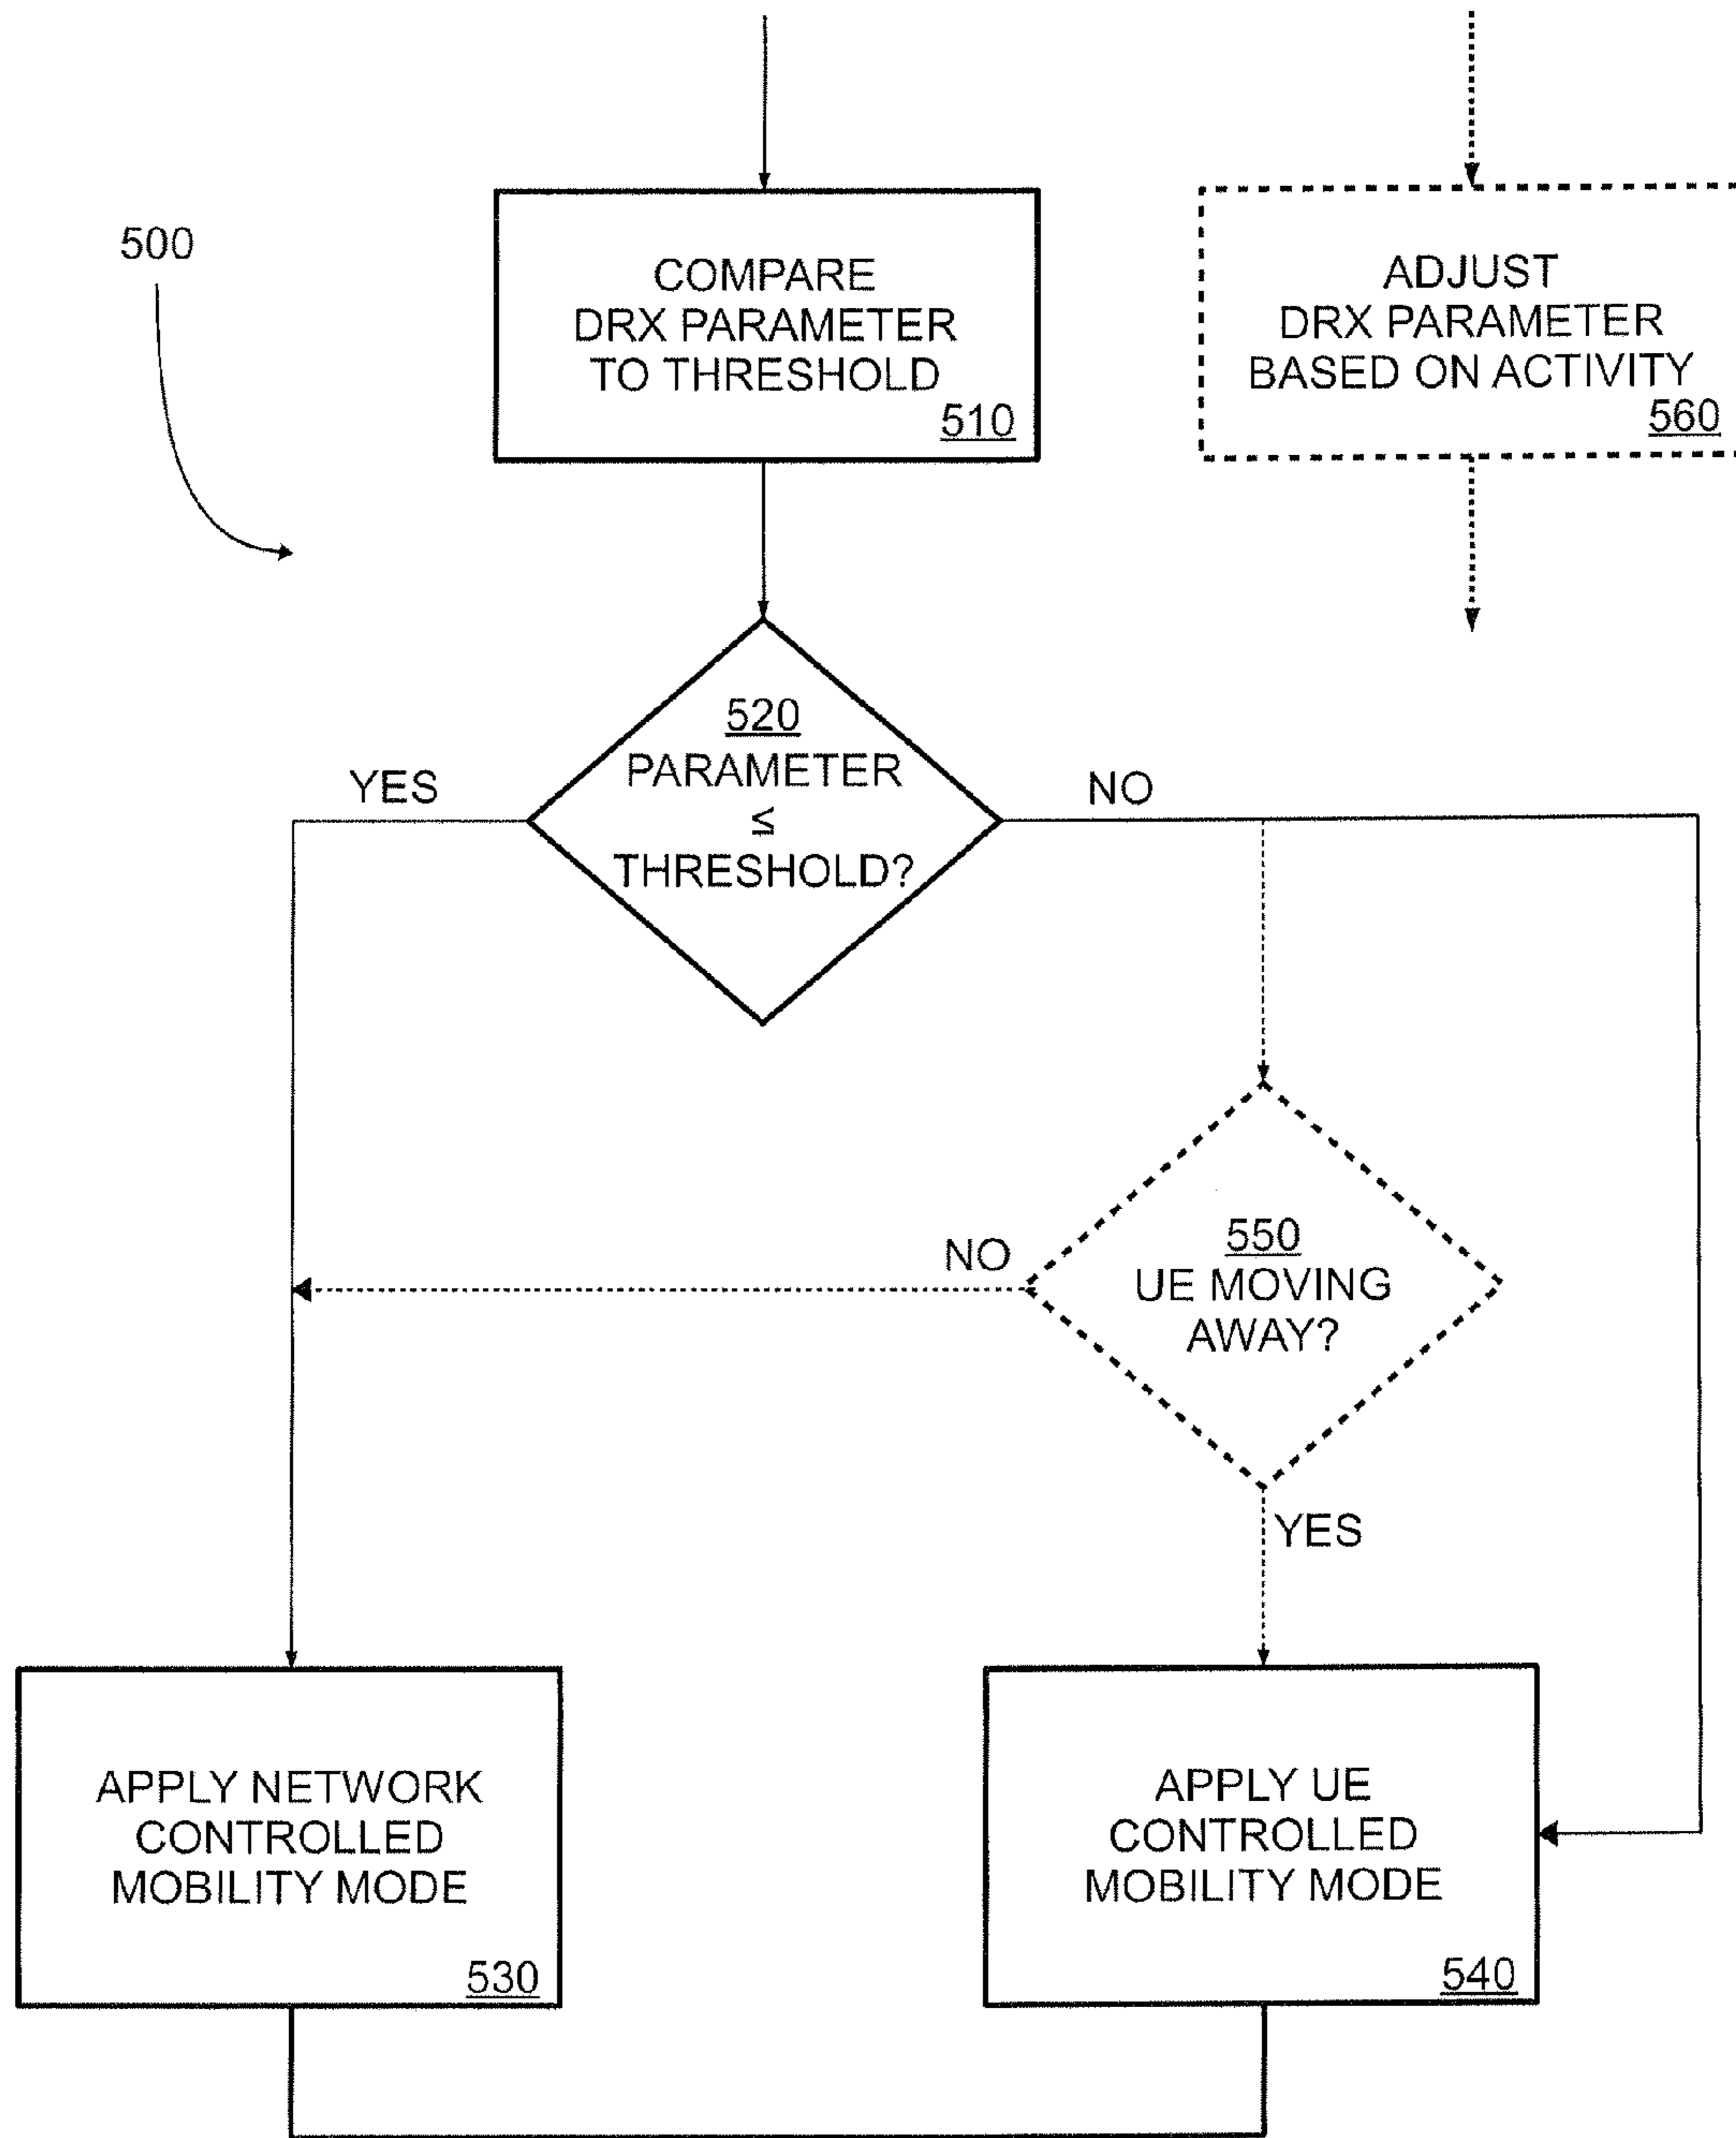 500
COMPARE
DRX PARAMETER
TO THRESHOLD
510
ADJUST
DRX PARAMETER
BASED ON ACTIVITY
560
520
PARAMETER
≤
THRESHOLD?
YES
NO
550
UE MOVING
AWAY?
NO
YES
APPLY NETWORK
CONTROLLED
MOBILITY MODE
530
APPLY UE
CONTROLLED
MOBILITY MODE
540